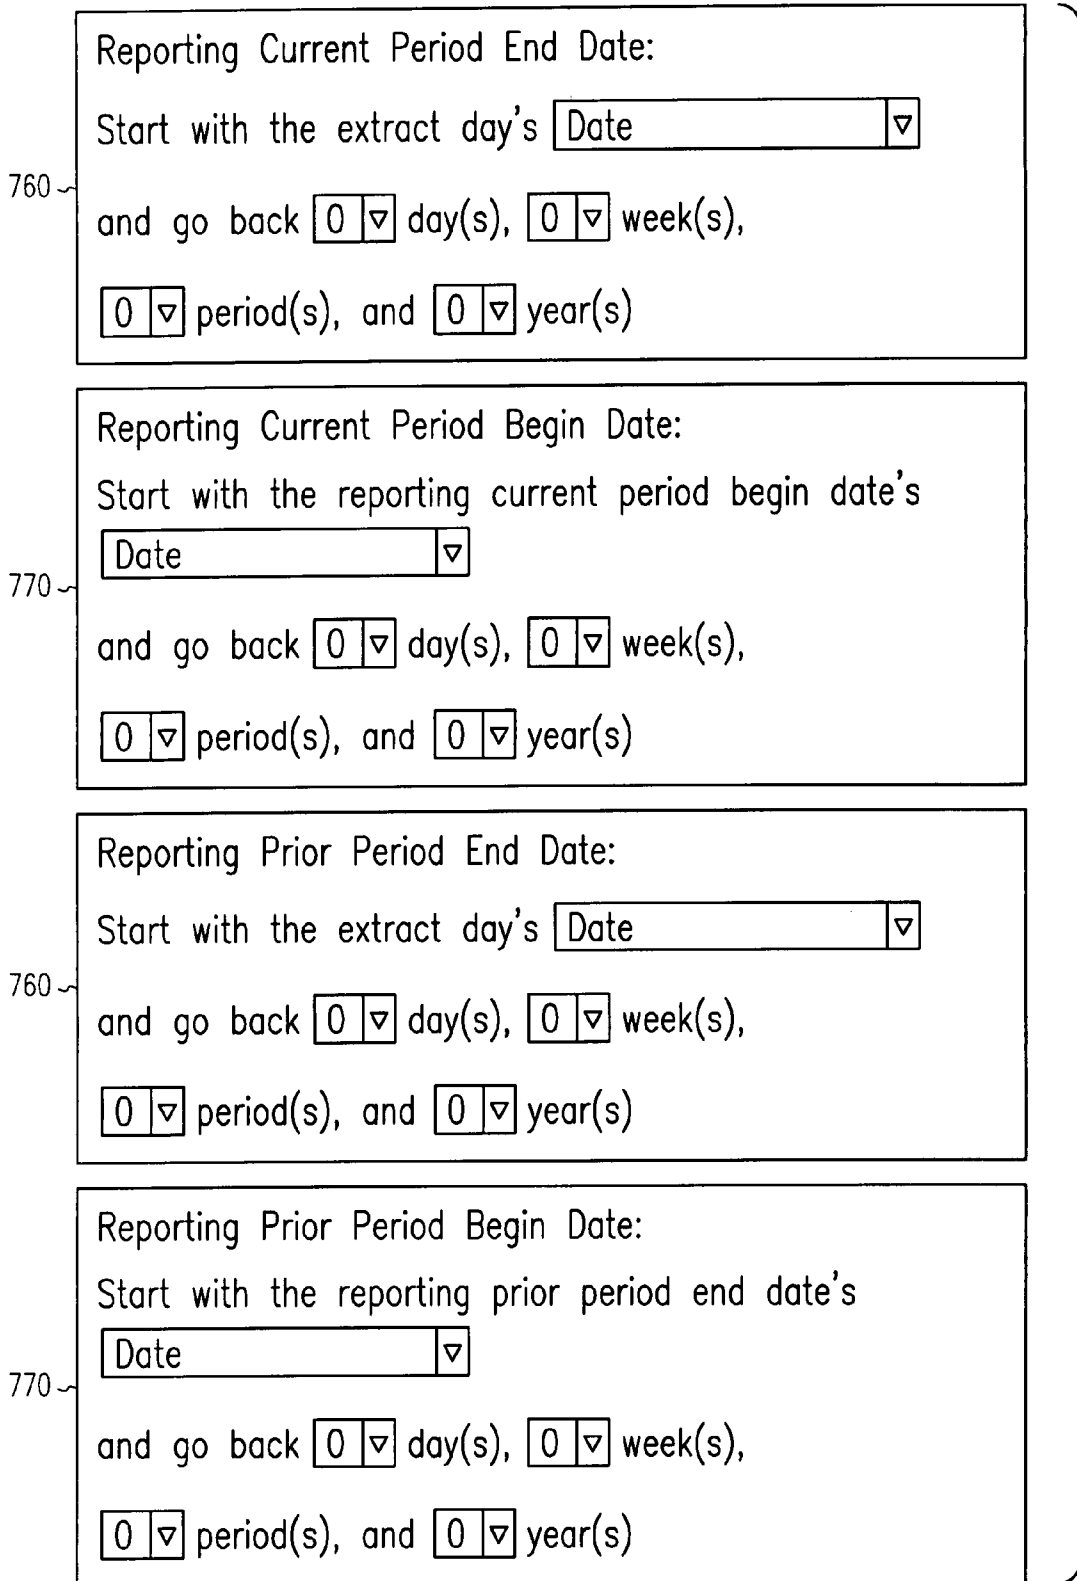 Reporting Current Period End Date:
Start with the extract day's Date
760
and go back 0 day(s), 0 week(s),
0 period(s), and 0 year(s)
Reporting Current Period Begin Date:
Start with the reporting current period begin date's
Date
770
and go back 0 day(s), 0 week(s),
0 period(s), and 0 year(s)
Reporting Prior Period End Date:
Start with the extract day's Date
760
and go back 0 day(s), 0 week(s),
0 period(s), and 0 year(s)
Reporting Prior Period Begin Date:
Start with the reporting prior period end date's
Date
770
and go back 0 day(s), 0 week(s),
0 period(s), and 0 year(s)